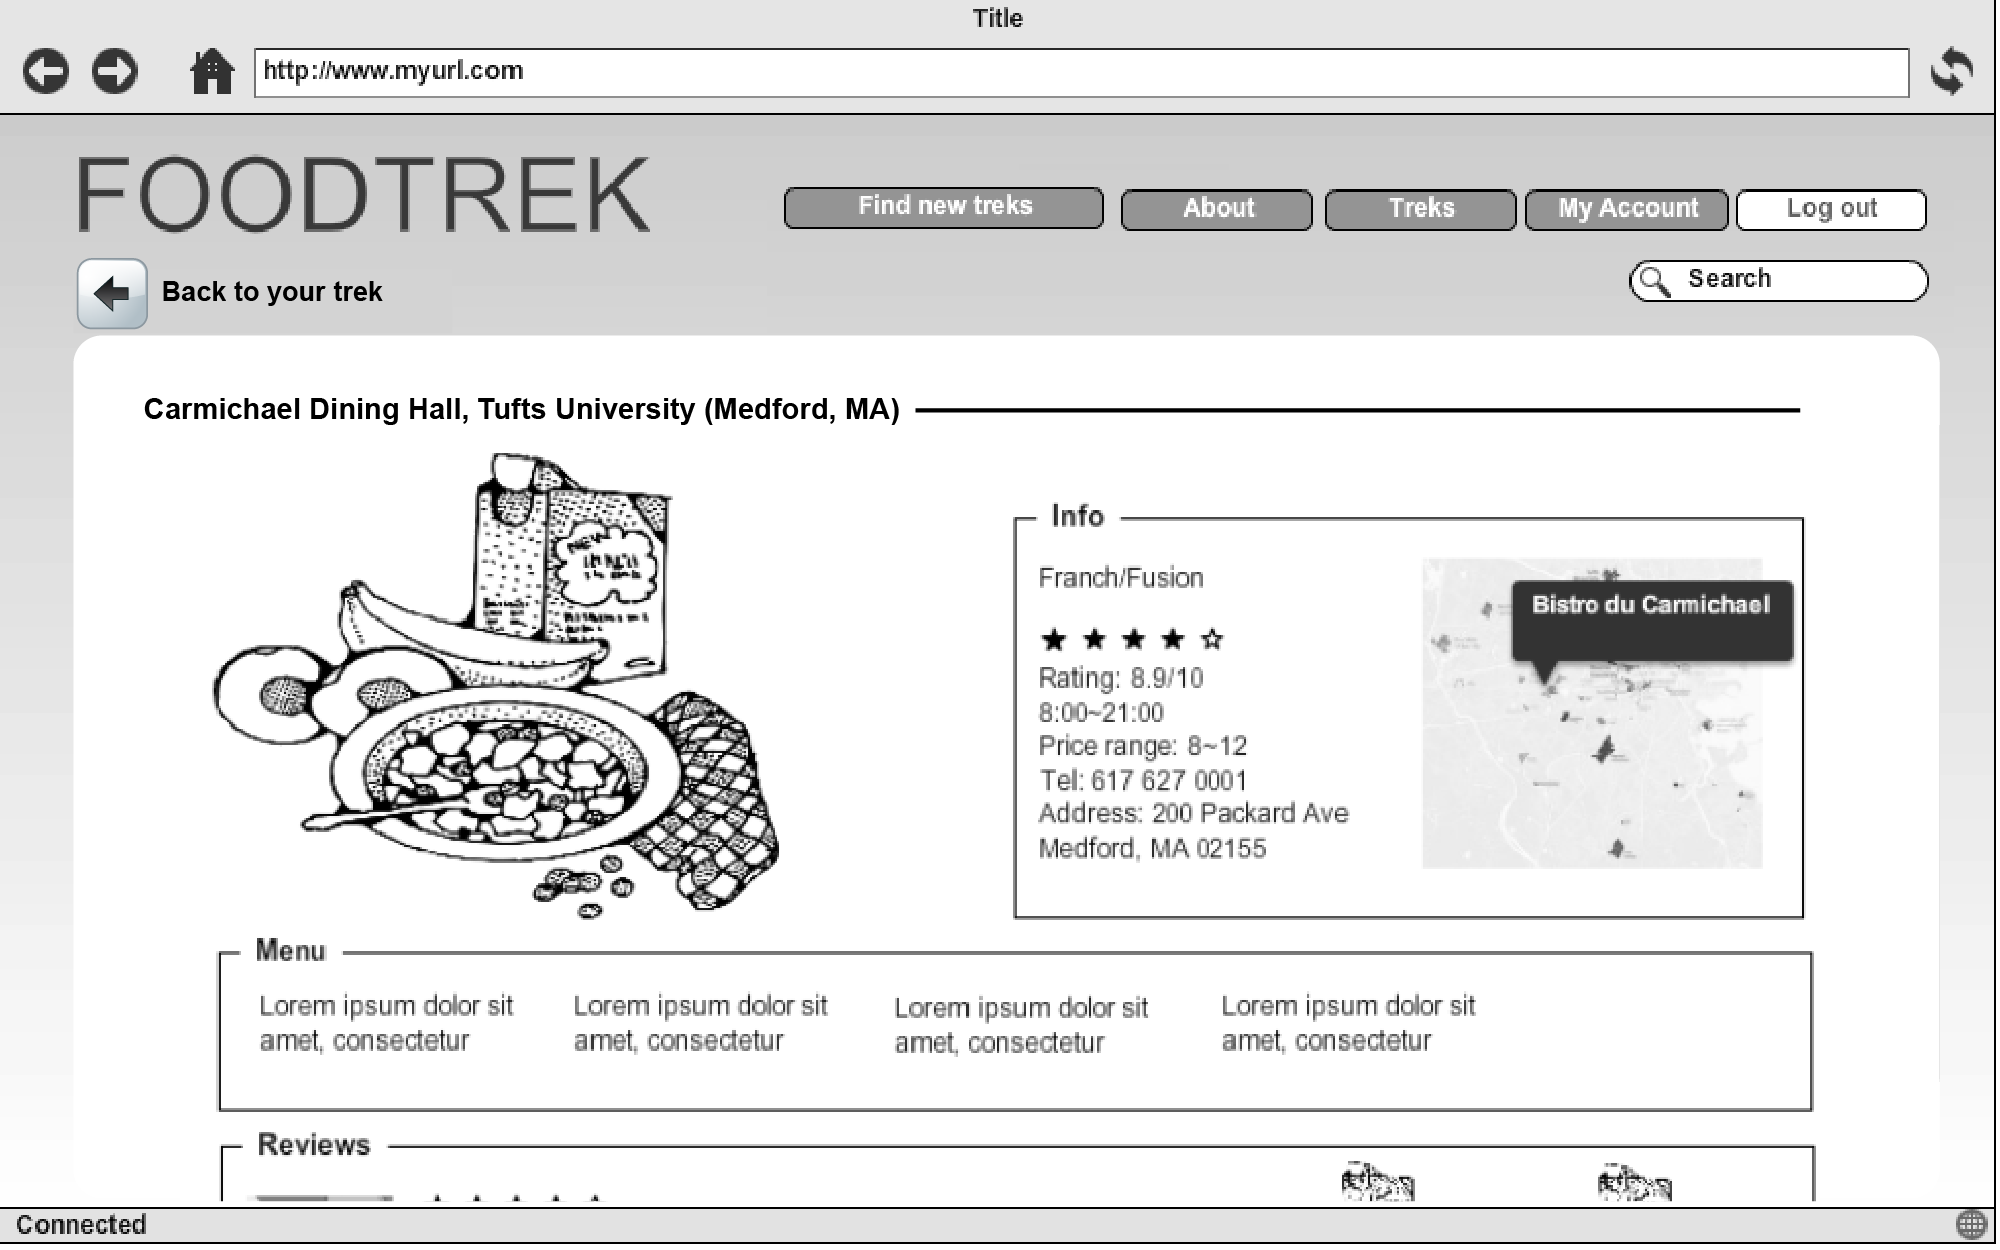 Title
http://www.myurl.com
FOODTREK
Find new treks
About
Treks
My Account
Log out
Back to your trek
Search
Carmichael Dining Hall, Tufts University (Medford, MA)
NEW
Info
Franch/Fusion
Rating: 8.9/10
8:00~21:00
Price range: 8~12
Tel: 617 627 0001
Address: 200 Packard Ave
Medford, MA 02155
Bistro du Carmichael
Menu
Lorem ipsum dolor sit
amet, consectetur
Lorem ipsum dolor sit
amet, consectetur
Lorem ipsum dolor sit
amet, consectetur
Lorem ipsum dolor sit
amet, consectetur
Reviews
Connected